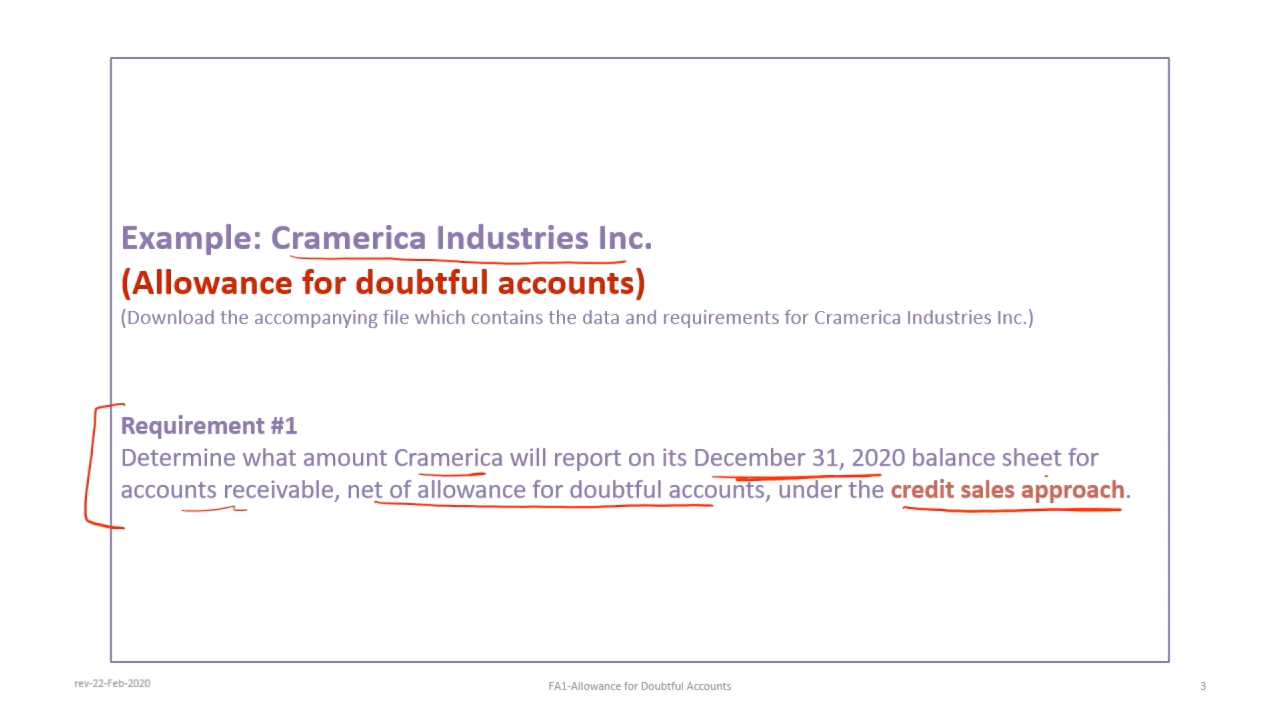 Example: Cramerica Industries Inc.
(Allowance for doubtful accounts)
(Download the accompanying file which contains the data and requirements for Cramerica Industries Inc.)
Requirement #1
Determine what amount Cramerica will report on its December 31, 2020 balance sheet for
accounts receivable, net of allowance for doubtful accounts, under the credit sales approach.
rev-22-Feb-2020
FA1-Allowance for Doubtful Accounts
3